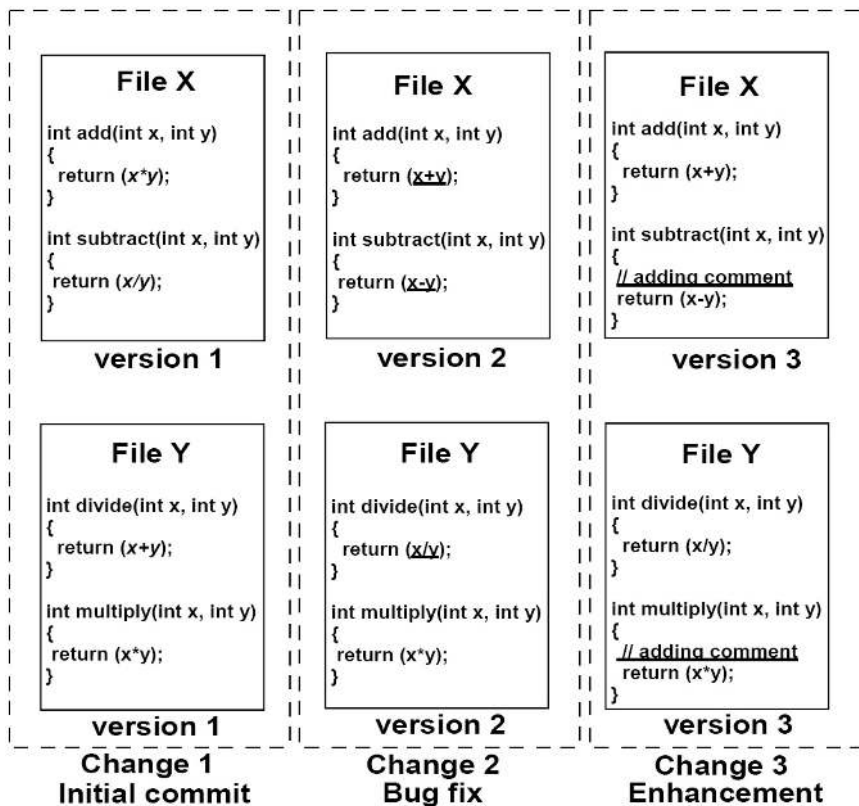 File X
int add(int x, int y)
{
return (x*y);
}
int subtract(int x, int y)
{
return (x/y);
}
version 1
File Y
int divide(int x, int y)
{
return (x+y);
}
int multiply(int x, int y)
{
return (x*y);
}
version 1
Change 1
Initial commit
File X
int add(int x, int y)
{
return (x+y);
}
int subtract(int x, int y)
{
return (x-y);
}
version 2
File Y
int divide(int x, int y)
{
return (x/y);
}
int multiply(int x, int y)
{
return (x*y);
}
version 2
Change 2
Bug fix
File X
int add(int x, int y)
{
return (x+y);
}
int subtract(int x, int y)
{
// adding comment
return (x-y);
}
version 3
File Y
int divide(int x, int y)
{
return (x/y);
}
int multiply(int x, int y)
{
// adding comment
return (x*y);
}
version 3
Change 3
Enhancement